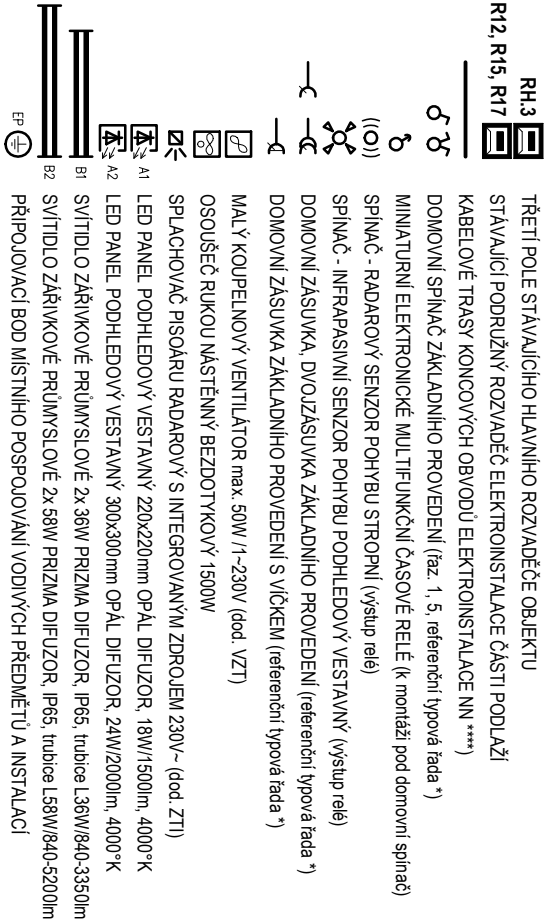 RH.3 TŘETÍ POLE STÁVAJÍCÍHO HLAVNÍHO ROZVADĚČE OBJEKTU
R12, R15, R17 STÁVAJÍCÍ PODRUŽNÝ ROZVADĚČ ELEKTROINSTALACE ČÁSTI PODLAŽÍ
KABELOVÉ TRASY KONCOVÝCH OBVODŮ ELEKTROINSTALACE NN ****)
DOMOVNÍ SPÍNAČ ZÁKLADNÍHO PROVEDENÍ (řaz. 1, 5, referenční typová řada *)
MINIATURNÍ ELEKTRONICKÉ MULTIFUNKČNÍ ČASOVÉ RELÉ (k montáži pod domovní spínač)
SPÍNAČ - RADAROVÝ SENZOR POHYBU STROPNÍ (výstup relé)
SPÍNAČ - INFRAPASIVNÍ SENZOR POHYBU PODHLEDOVÝ VESTAVNÝ (výstup relé)
DOMOVNÍ ZÁSUVKA, DVOJZÁSUVKA ZÁKLADNÍHO PROVEDENÍ (referenční typová řada *)
DOMOVNÍ ZÁSUVKA ZÁKLADNÍHO PROVEDENÍ S VÍČKEM (referenční typová řada *)
MALÝ KOUPELNOVÝ VENTILÁTOR max. 50W /1~230V (dod. VZT)
OSOUŠEČ RUKOU NÁSTĚNNÝ BEZDOTYKOVÝ 1500W
SPLACHOVAČ PISOÁRU RADAROVÝ S INTEGROVANÝM ZDROJEM 230V~ (dod. ZTI)
A1 LED PANEL PODHLEDOVÝ VESTAVNÝ 220x220mm OPÁL DIFUZOR, 18W/1500lm, 4000°K
A2 LED PANEL PODHLEDOVÝ VESTAVNÝ 300x300mm OPÁL DIFUZOR, 24W/2000lm, 4000°K
B1 SVÍTIDLO ZÁŘIVKOVÉ PRŮMYSLOVÉ 2x 36W PRIZMA DIFUZOR, IP65, trubice L36W/840-3350lm
B2 SVÍTIDLO ZÁŘIVKOVÉ PRŮMYSLOVÉ 2x 58W PRIZMA DIFUZOR, IP65, trubice L58W/840-5200lm
EP PŘIPOJOVACÍ BOD MÍSTNÍHO POSPOJOVÁNÍ VODIVÝCH PŘEDMĚTŮ A INSTALACÍ